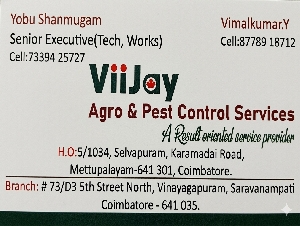 Yobu Shanmugam
Vimalkumar.Y
Senior Executive(Tech, Works)
Cell:87789 18712
Cell:73394 25727
ViiJay
Agro & Pest Control Services
A Result oriented service provider
H.O:5/1034, Selvapuram, Karamadai Road,
Mettupalayam-641 301, Coimbatore.
Branch: # 73/D3 5th Street North, Vinayagapuram, Saravanampatti
Coimbatore - 641 035.